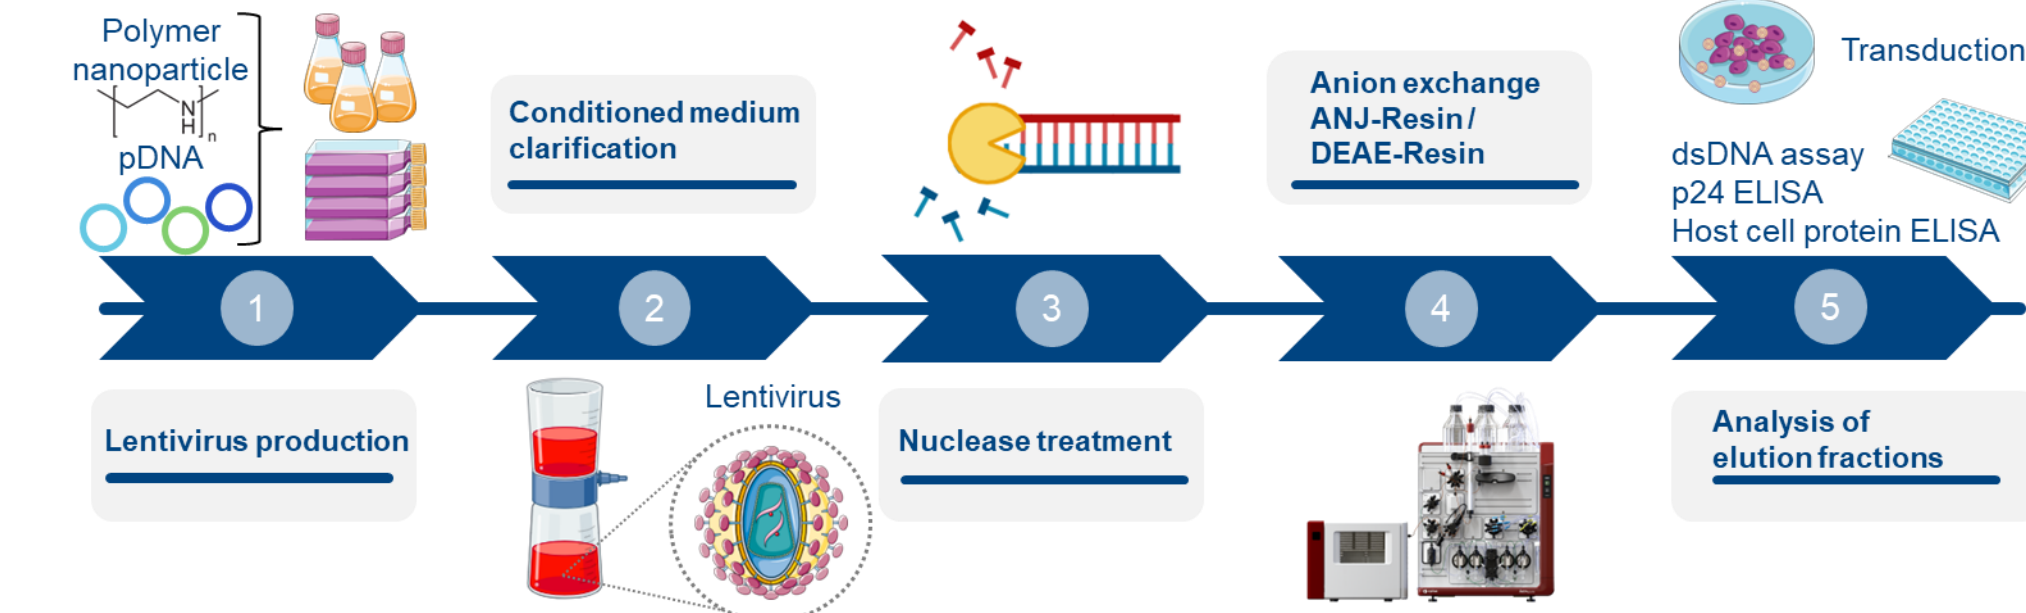 Polymer
nanoparticle
N
H
n
pDNA
1
Lentivirus production
Conditioned medium
clarification
2
Lentivirus
3
Nuclease treatment
Anion exchange
ANJ-Resin /
DEAE-Resin
4
Transduction
dsDNA assay
p24 ELISA
Host cell protein ELISA
5
Analysis of
elution fractions